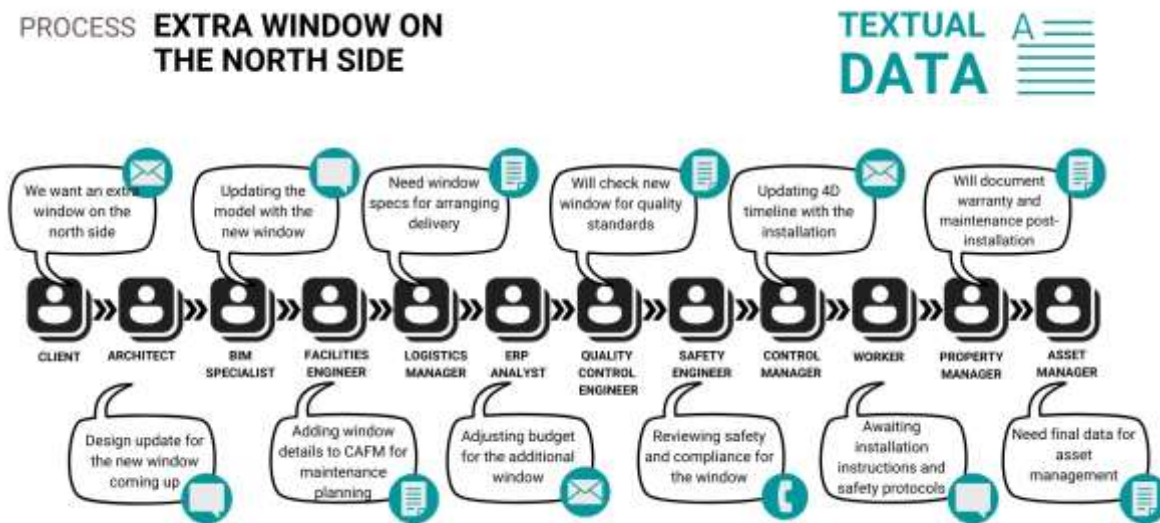 PROCESS EXTRA WINDOW ON
THE NORTH SIDE
TEXTUAL
DATA
A
We want an extra
window on the
north side
Updating the
model with the
new window
Need window
specs for arranging
delivery
Will check new
window for quality
standards
Updating 4D
timeline with the
installation
Will document
warranty and
maintenance post-
installation
CLIENT
ARCHITECT
BIM
SPECIALIST
FACILITIES
ENGINEER
LOGISTICS
MANAGER
ERP
ANALYST
QUALITY
CONTROL
ENGINEER
SAFETY
ENGINEER
CONTROL
MANAGER
WORKER
PROPERTY
MANAGER
ASSET
MANAGER
Design update for
the new window
coming up
Adding window
details to CAFM for
maintenance
planning
Adjusting budget
for the additional
window
Reviewing safety
and compliance for
the window
Awaiting
installation
instructions and
safety protocols
Need final data for
asset
management